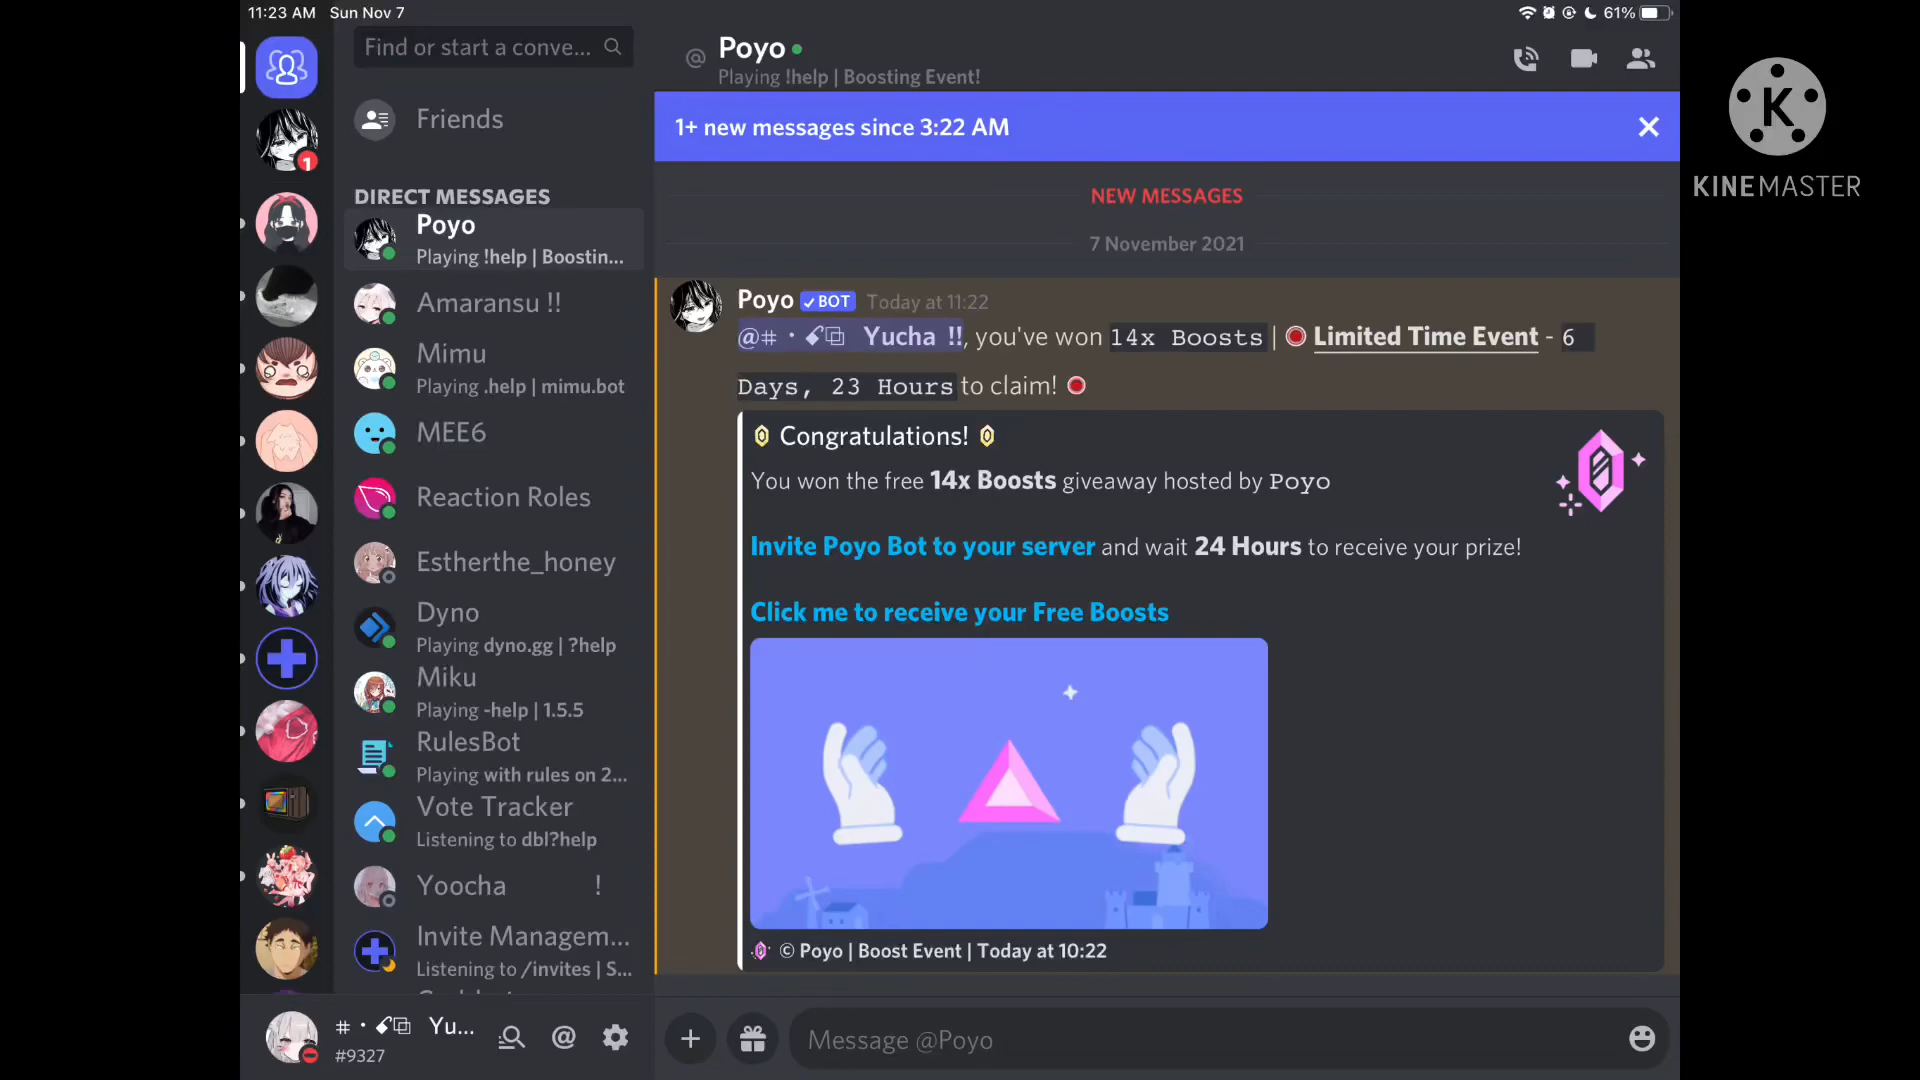 11:23 AM Sun Nov 7
61%
Find or start a conve...
Friends
DIRECT MESSAGES
Poyo
Playing !help | Boostin...
Amaransu !!
Mimu
Playing .help | mimu.bot
MEE6
Reaction Roles
Estherthe_honey
Dyno
Playing dyno.gg | ?help
Miku
Playing -help | 1.5.5
RulesBot
Playing with rules on 2...
Vote Tracker
Listening to dbl?help
Yoocha !
Invite Managem...
Listening to /invites | S...
Yu...
#9327
1
@ Poyo
Playing !help | Boosting Event!
1+ new messages since 3:22 AM
NEW MESSAGES
7 November 2021
Poyo ✓BOT Today at 11:22
@⌗・ Yucha !!, you've won 14x Boosts | Limited Time Event - 6
Days, 23 Hours to claim!
Congratulations!
You won the free 14x Boosts giveaway hosted by Poyo
Invite Poyo Bot to your server and wait 24 Hours to receive your prize!
Click me to receive your Free Boosts
© Poyo | Boost Event | Today at 10:22
Message @Poyo
K
KINEMASTER